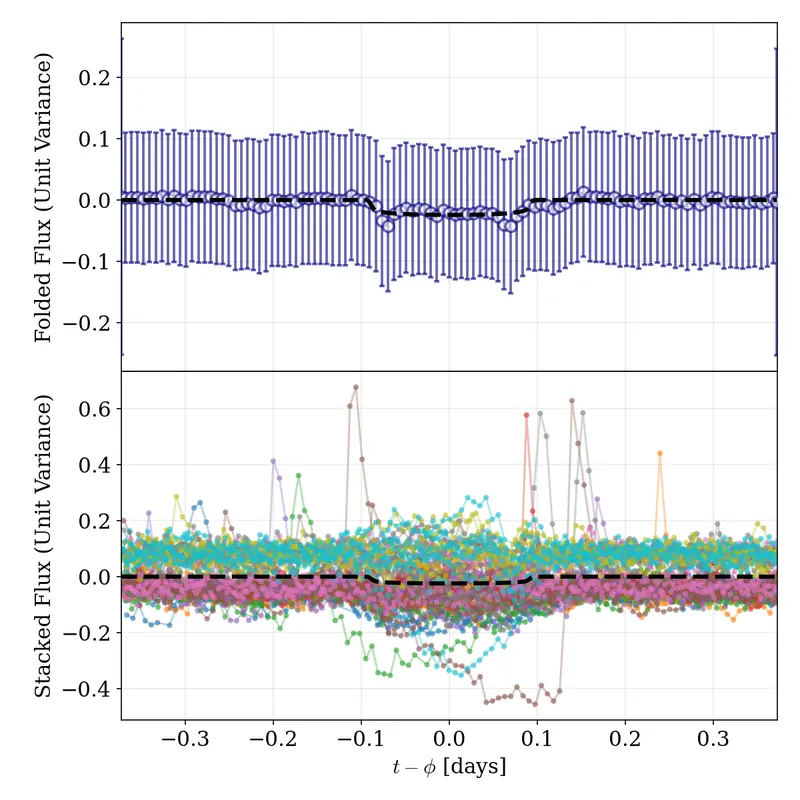 Folded Flux (Unit Variance)
0.2
0.1
0.0
−0.1
−0.2
Stacked Flux (Unit Variance)
0.6
0.4
0.2
0.0
−0.2
−0.4
−0.3 −0.2 −0.1 0.0 0.1 0.2 0.3
t − ϕ [days]